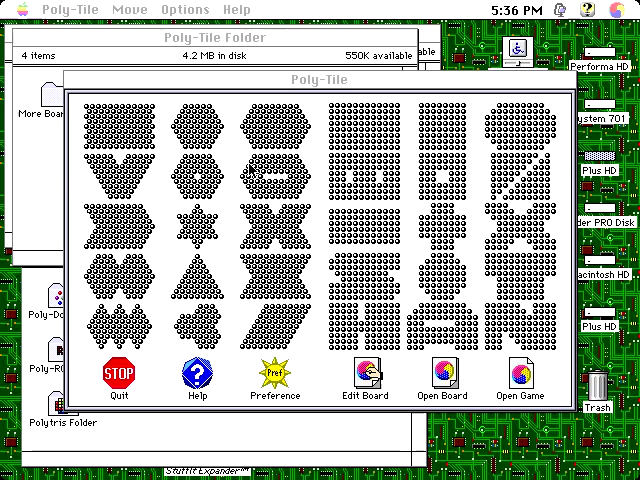 Poly-Tile Move Options Help 5:36 PM
Poly-Tile Folder
4 items 4.2 MB in disk 550K available
able
Performa HD
Poly-Tile
More Boar
ystem 701
Plus HD
der PRO Disk
acintosh HD
Plus HD
Poly-Do
Poly-RO
STOP
?
Pref
Quit Help Preference Edit Board Open Board Open Game
Trash
Polytris Folder
StuffIt Expander™